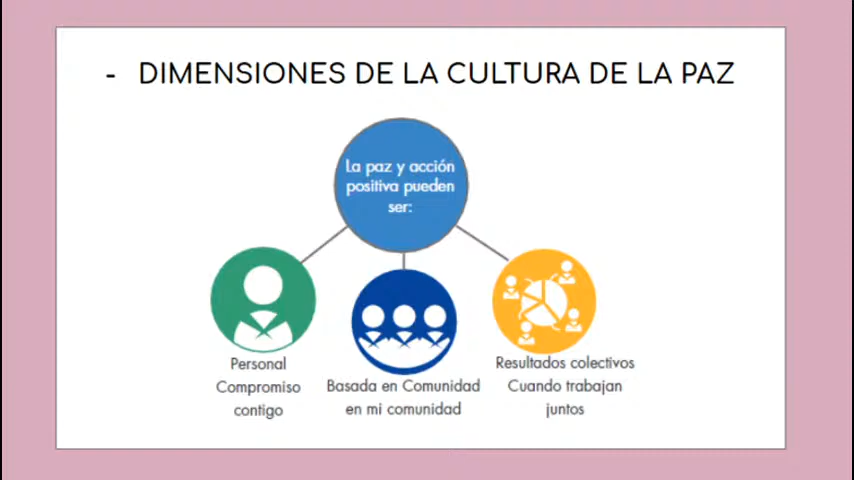 - DIMENSIONES DE LA CULTURA DE LA PAZ
La paz y acción
positiva pueden
ser:
Personal
Compromiso
contigo
Basada en Comunidad
en mi comunidad
Resultados colectivos
Cuando trabajan
juntos